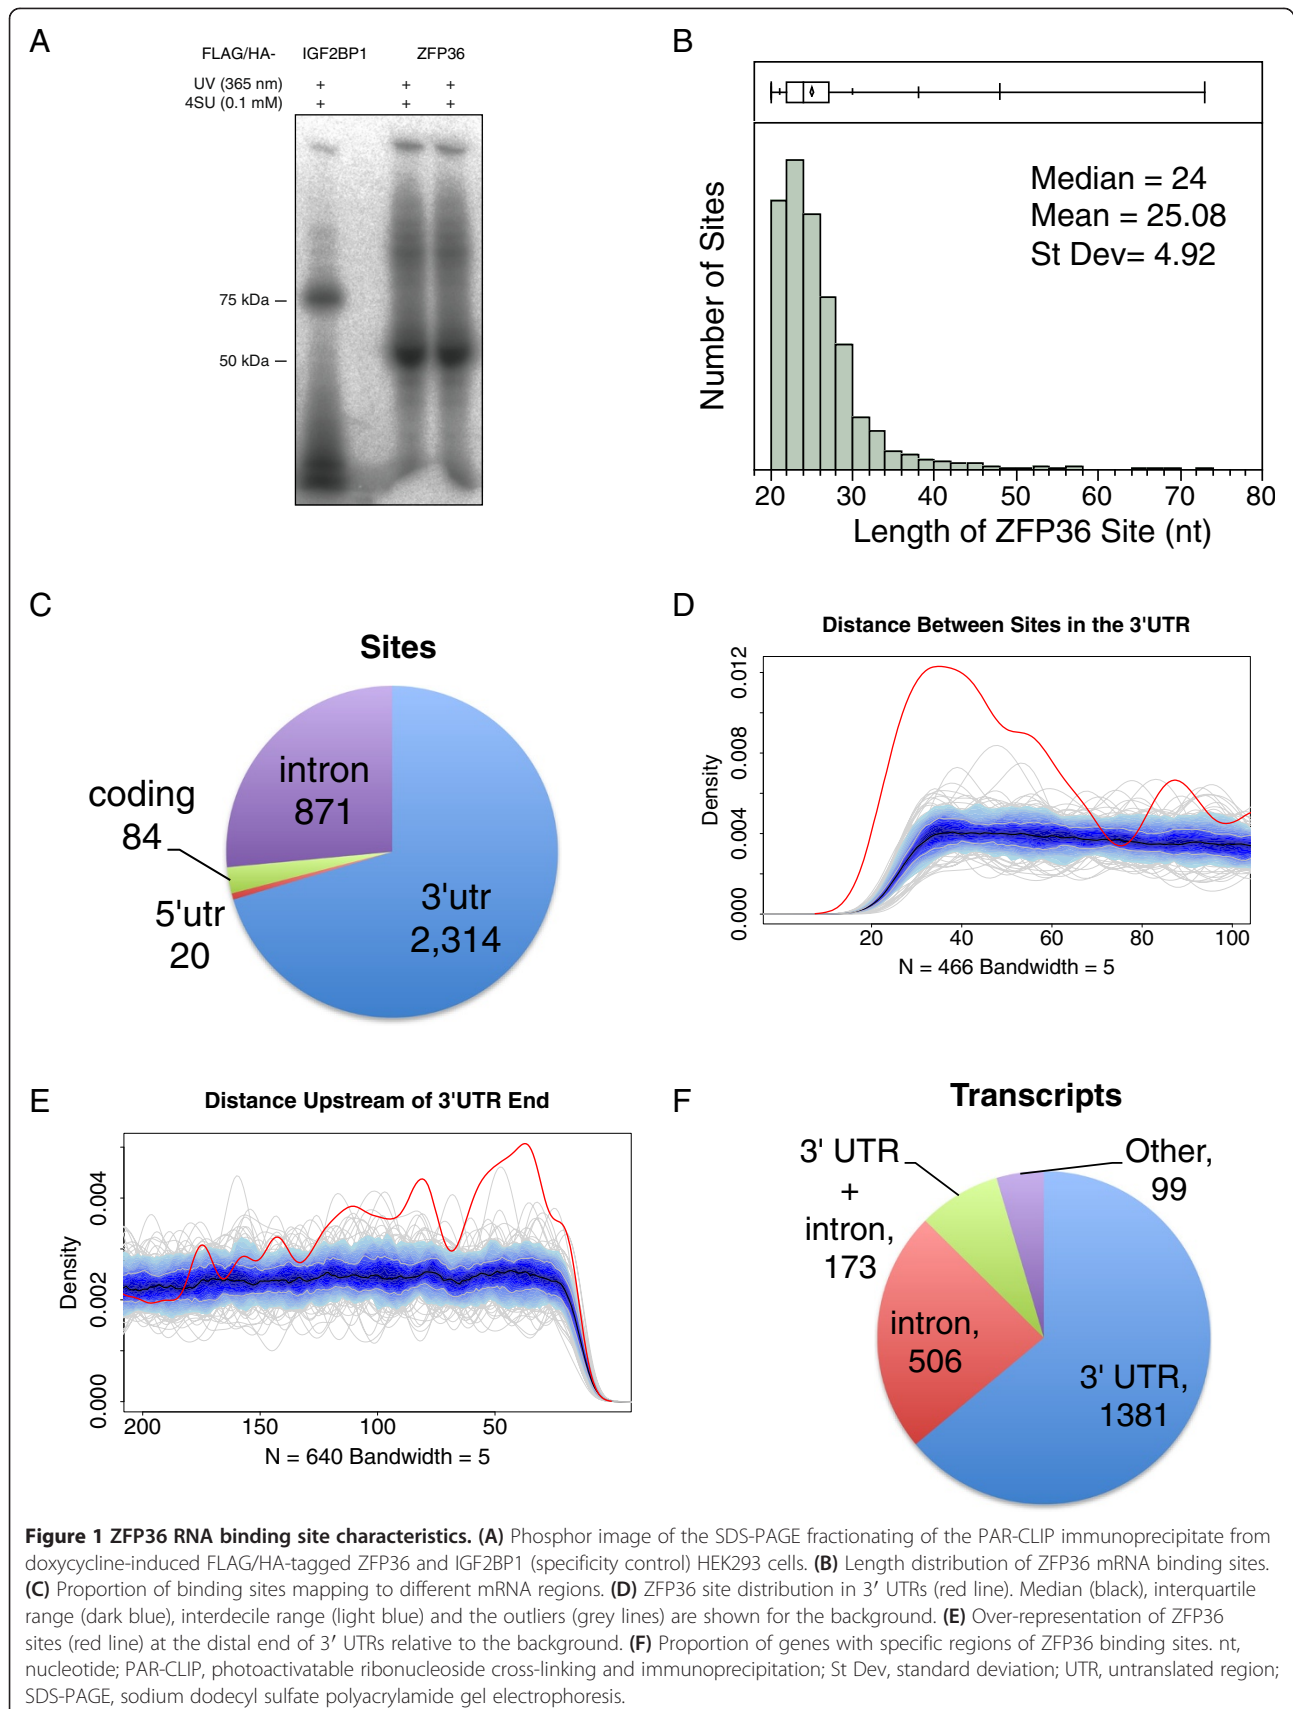 A
FLAG/HA- IGF2BP1 ZFP36
UV (365 nm) + + +
4SU (0.1 mM) + + +
75 kDa
50 kDa
B
Number of Sites
Median = 24
Mean = 25.08
St Dev= 4.92
20 30 40 50 60 70 80
Length of ZFP36 Site (nt)
C
Sites
intron
871
coding
84
5'utr
20
3'utr
2,314
D
Distance Between Sites in the 3'UTR
Density
0.012
0.008
0.004
0.000
20 40 60 80 100
N = 466 Bandwidth = 5
E
Distance Upstream of 3'UTR End
Density
0.004
0.002
0.000
200 150 100 50
N = 640 Bandwidth = 5
F
Transcripts
3' UTR
+
intron,
173
Other,
99
intron,
506
3' UTR,
1381
Figure 1 ZFP36 RNA binding site characteristics. (A) Phosphor image of the SDS-PAGE fractionating of the PAR-CLIP immunoprecipitate from
doxycycline-induced FLAG/HA-tagged ZFP36 and IGF2BP1 (specificity control) HEK293 cells. (B) Length distribution of ZFP36 mRNA binding sites.
(C) Proportion of binding sites mapping to different mRNA regions. (D) ZFP36 site distribution in 3′ UTRs (red line). Median (black), interquartile
range (dark blue), interdecile range (light blue) and the outliers (grey lines) are shown for the background. (E) Over-representation of ZFP36
sites (red line) at the distal end of 3′ UTRs relative to the background. (F) Proportion of genes with specific regions of ZFP36 binding sites. nt,
nucleotide; PAR-CLIP, photoactivatable ribonucleoside cross-linking and immunoprecipitation; St Dev, standard deviation; UTR, untranslated region;
SDS-PAGE, sodium dodecyl sulfate polyacrylamide gel electrophoresis.